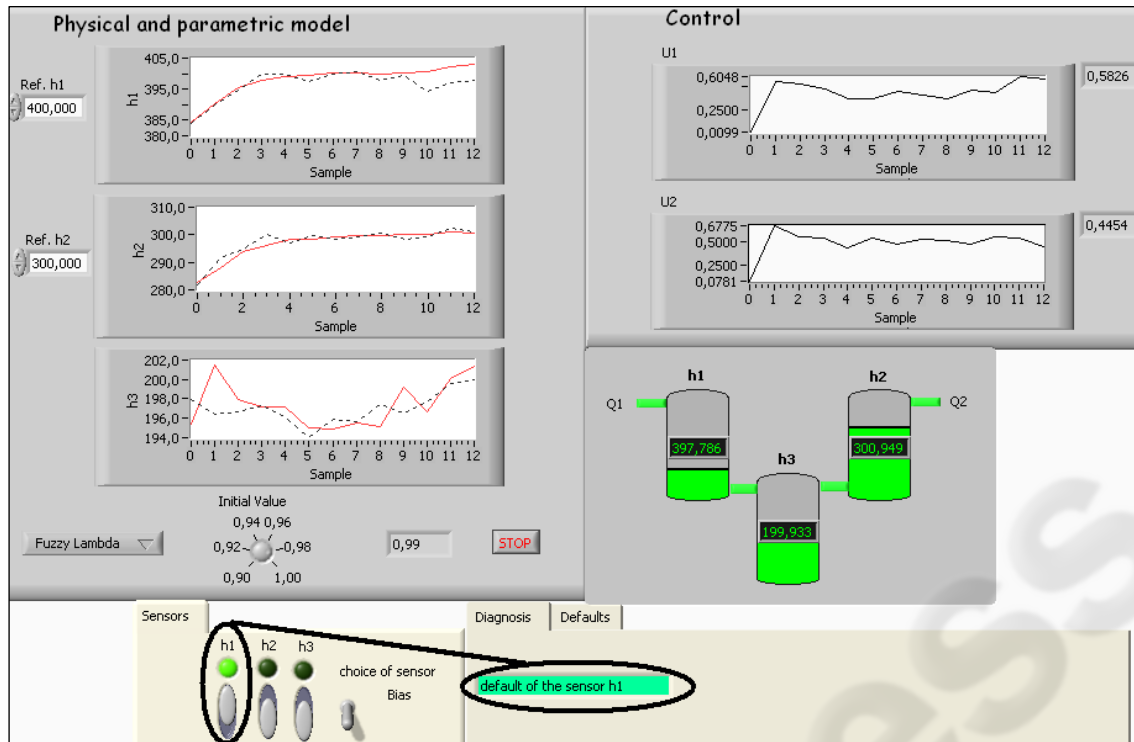 Physical and parametric model
Ref. h1
400,000
h1
405,0
395,0
385,0
380,0
0 1 2 3 4 5 6 7 8 9 10 11 12
Sample
Ref. h2
300,000
h2
310,0
300,0
290,0
280,0
0 2 4 6 8 10 12
Sample
h3
202,0
200,0
198,0
196,0
194,0
0 1 2 3 4 5 6 7 8 9 10 11 12
Sample
Fuzzy Lambda
Initial Value
0,94 0,96
0,92 0,98
0,90 1,00
0,99
STOP
Control
U1
0,6048
0,2500
0,0099
0 1 2 3 4 5 6 7 8 9 10 11 12
Sample
0,5826
U2
0,6775
0,5000
0,2500
0,0781
0 1 2 3 4 5 6 7 8 9 10 11 12
Sample
0,4454
h1
h2
Q1
Q2
397,786
300,949
h3
199,933
Sensors
h1 h2 h3
choice of sensor
Bias
Diagnosis
Defaults
default of the sensor h1